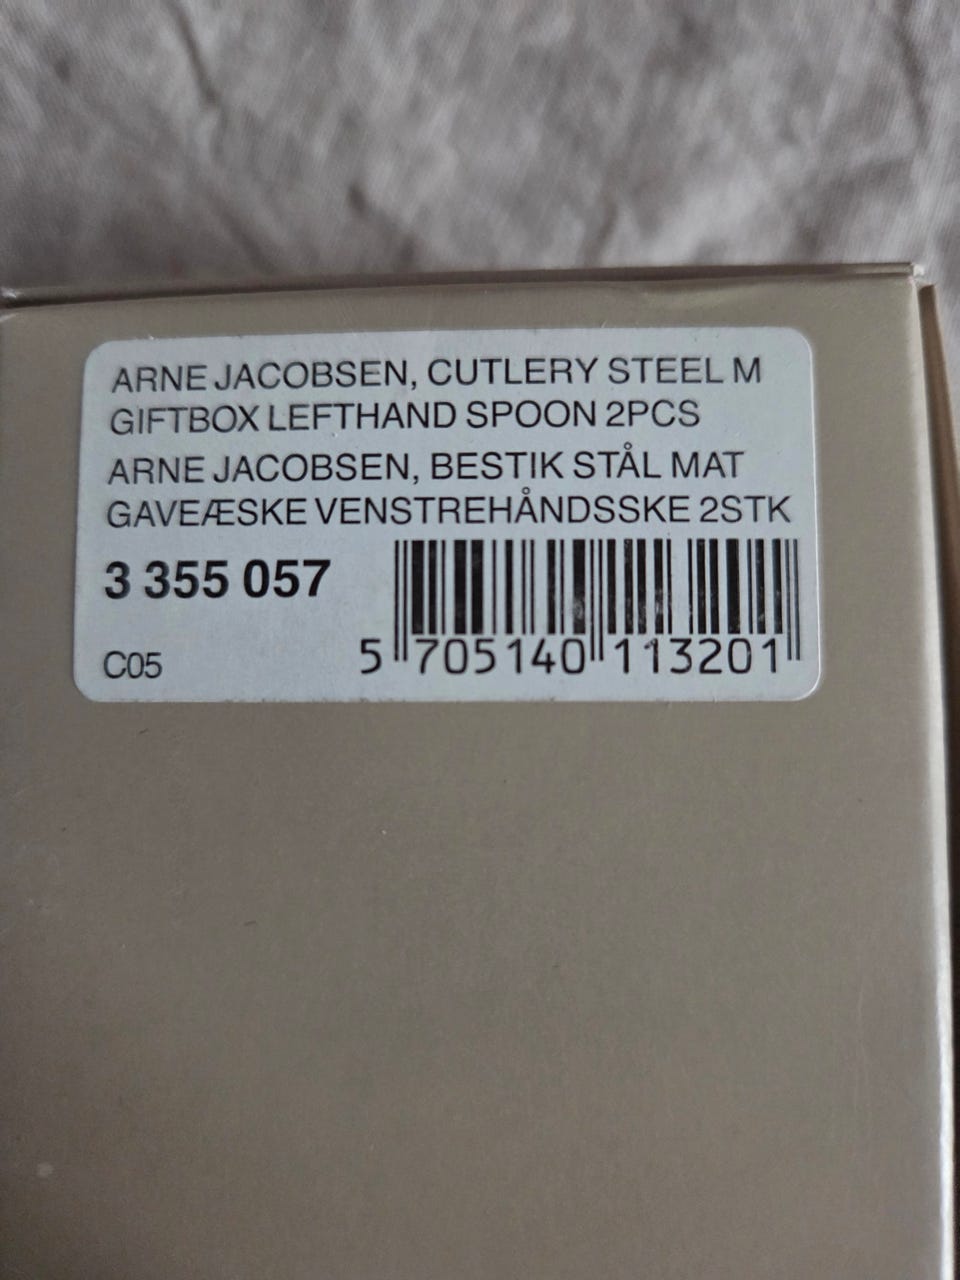 ARNE JACOBSEN, CUTLERY STEEL M
GIFTBOX LEFTHAND SPOON 2PCS
ARNE JACOBSEN, BESTIK STÅL MAT
GAVEÆSKE VENSTREHÅNDSSKE 2STK
3 355 057
C05
5 705140 113201